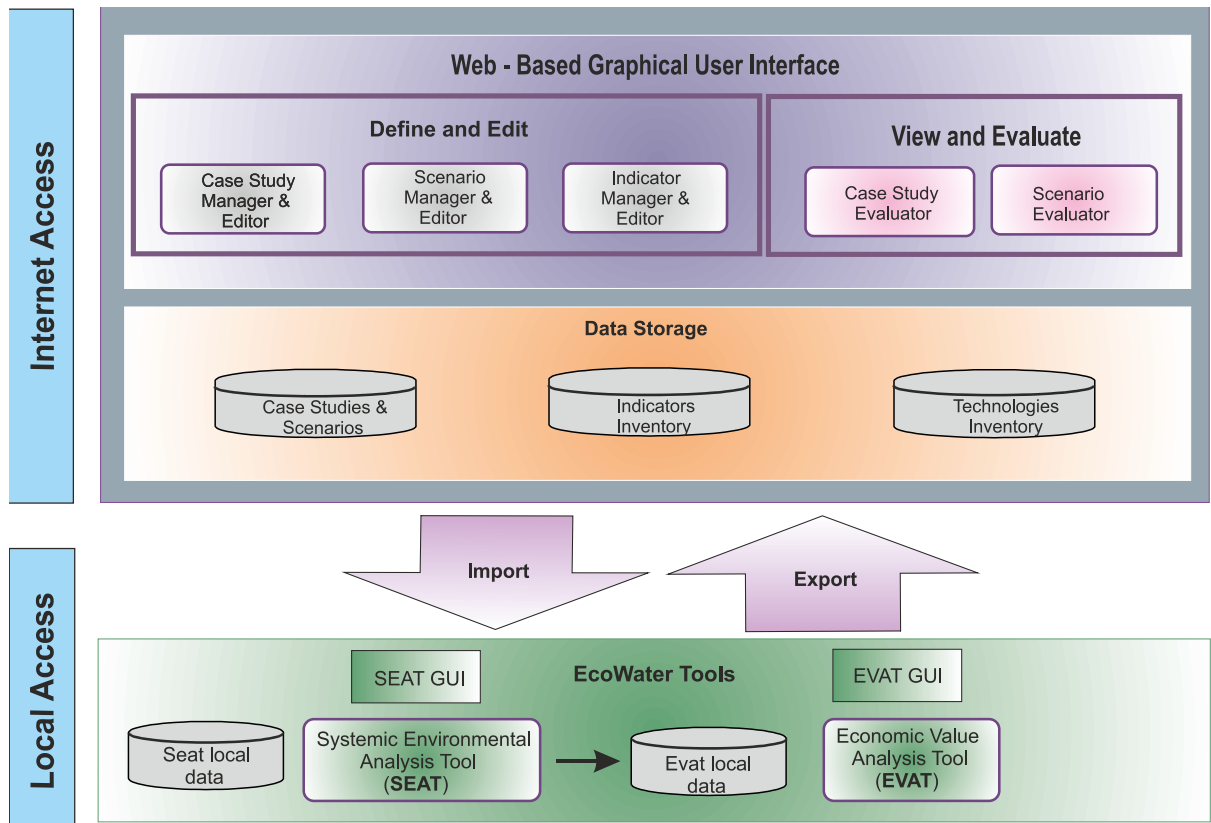 Internet Access
Web - Based Graphical User Interface
Define and Edit
Case Study
Manager &
Editor
Scenario
Manager &
Editor
Indicator
Manager &
Editor
View and Evaluate
Case Study
Evaluator
Scenario
Evaluator
Data Storage
Case Studies &
Scenarios
Indicators
Inventory
Technologies
Inventory
Import
Export
Local Access
SEAT GUI
EcoWater Tools
EVAT GUI
Seat local
data
Systemic Environmental
Analysis Tool
(SEAT)
Evat local
data
Economic Value
Analysis Tool
(EVAT)